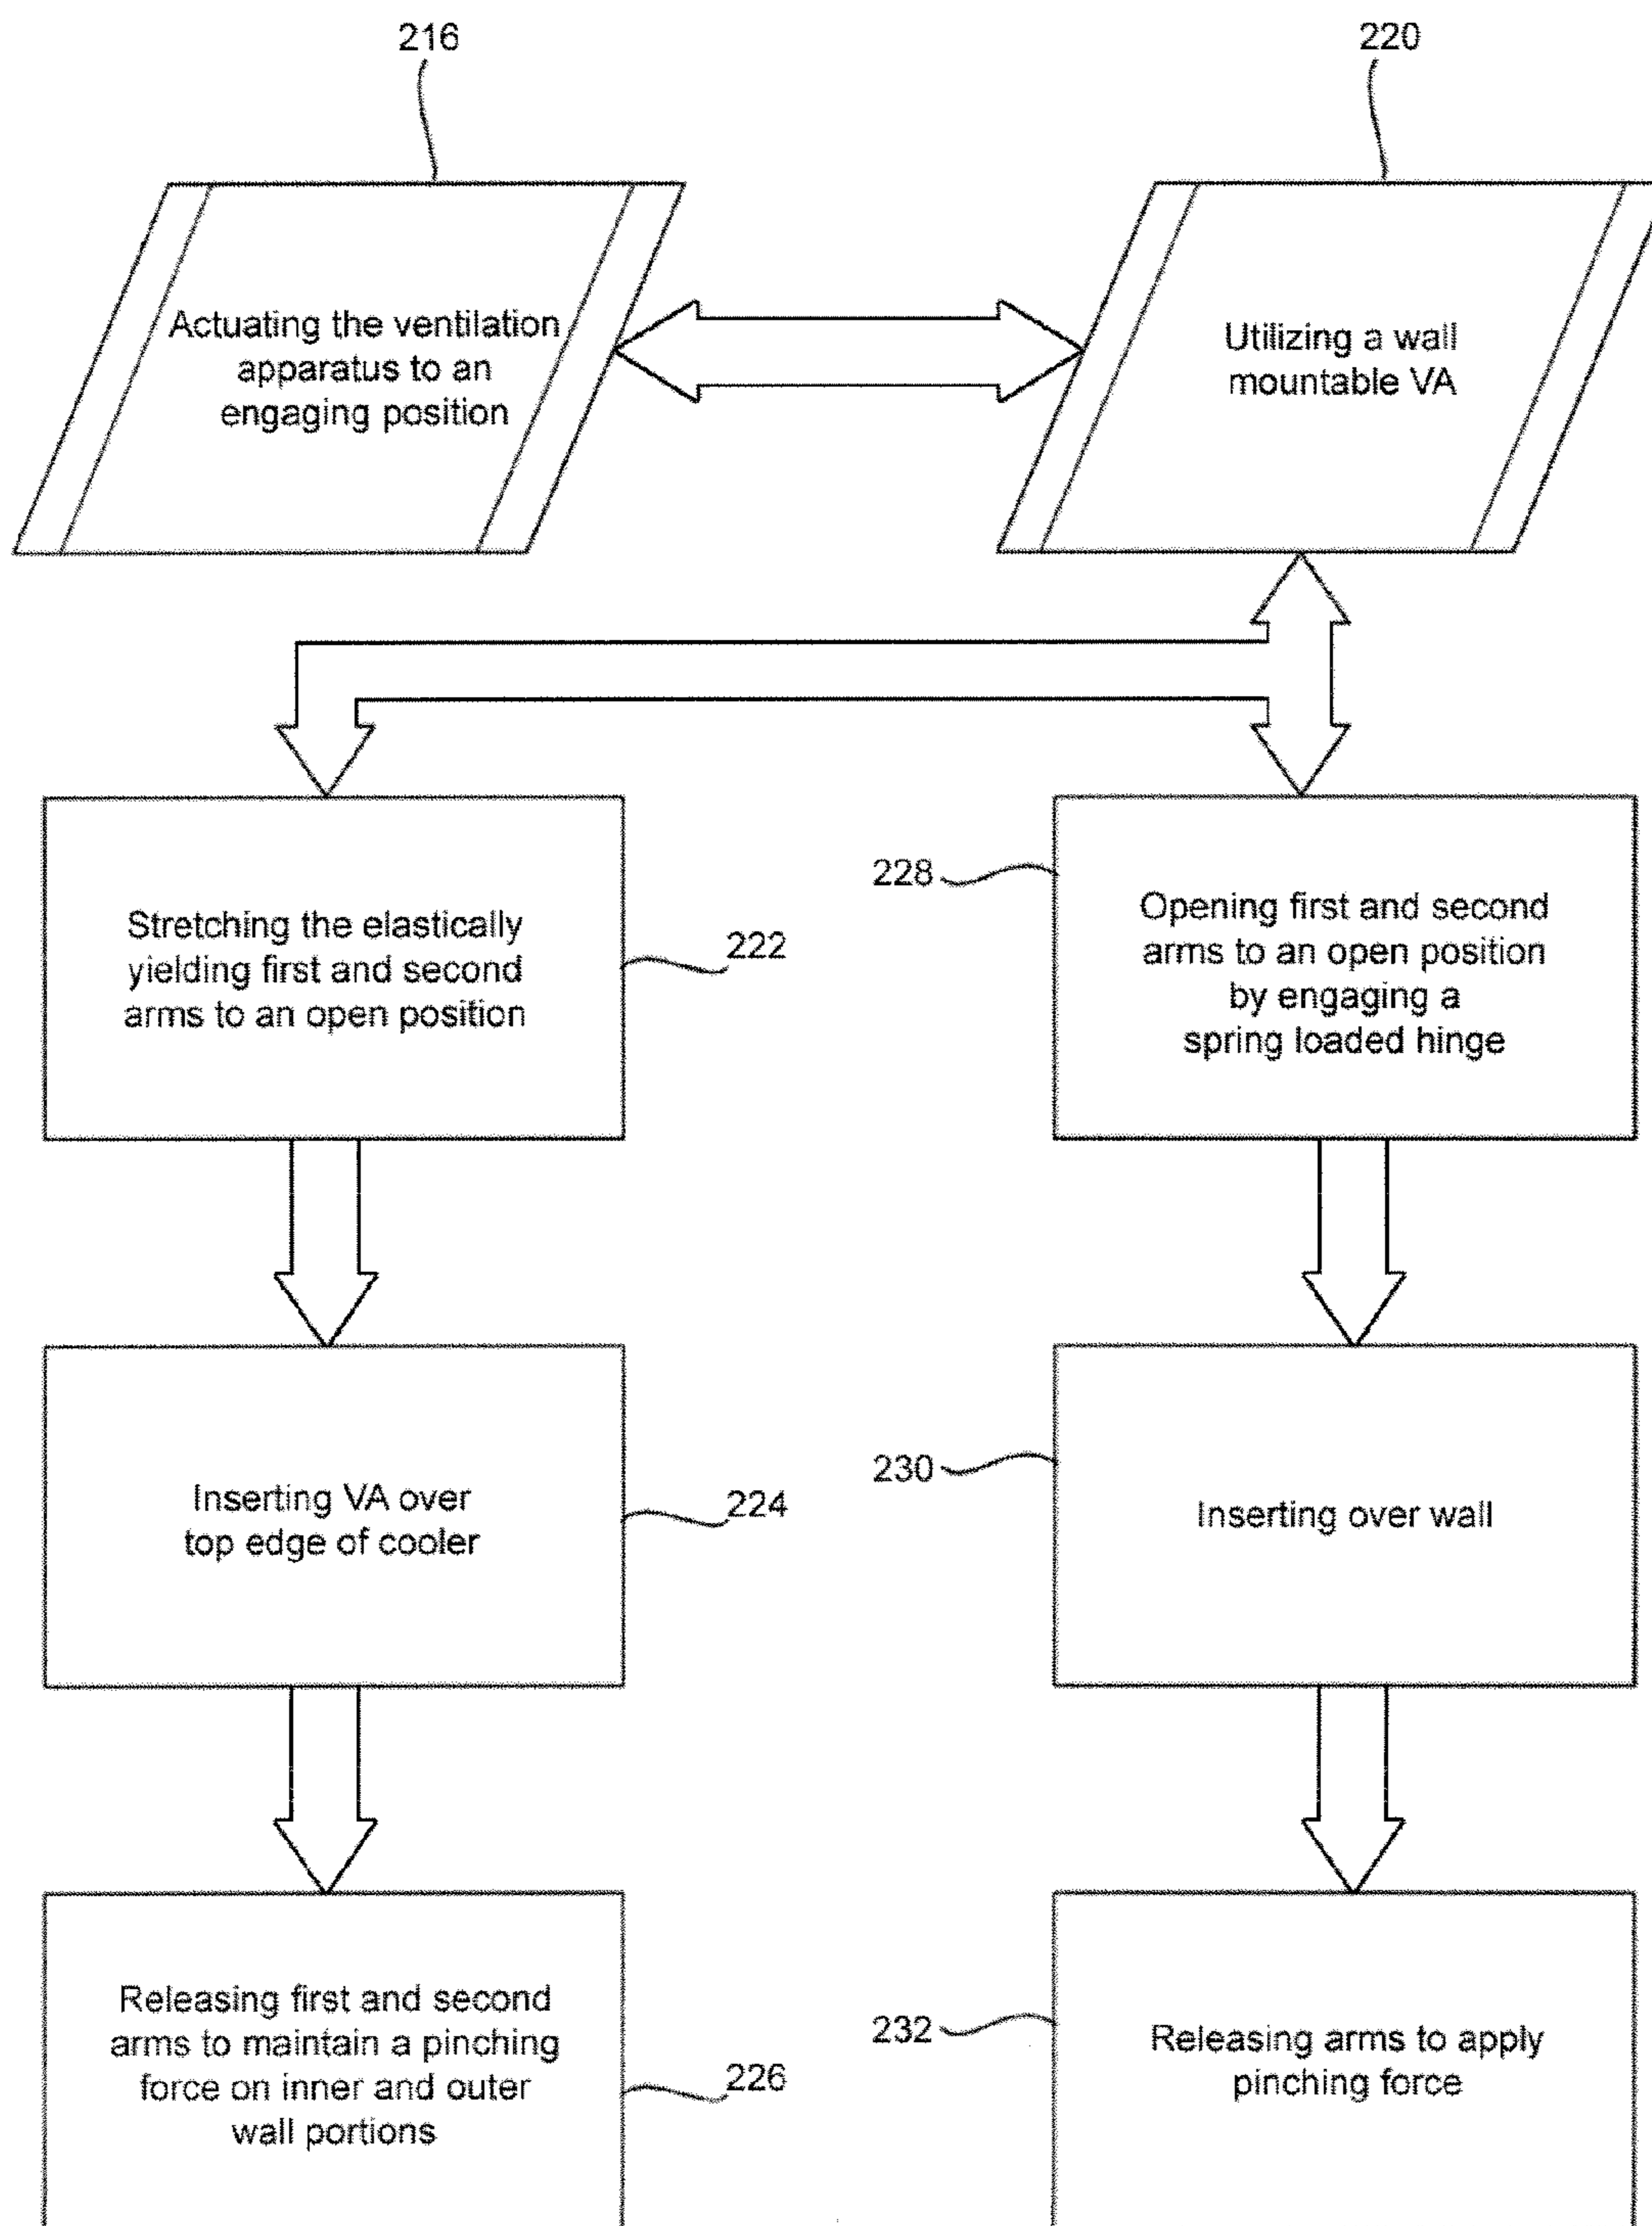 216
220
Actuating the ventilation
apparatus to an
engaging position
Utilizing a wall
mountable VA
Stretching the elastically
yielding first and second
arms to an open position
222
228
Opening first and second
arms to an open position
by engaging a
spring loaded hinge
Inserting VA over
top edge of cooler
224
230
Inserting over wall
Releasing first and second
arms to maintain a pinching
force on inner and outer
wall portions
226
232
Releasing arms to apply
pinching force